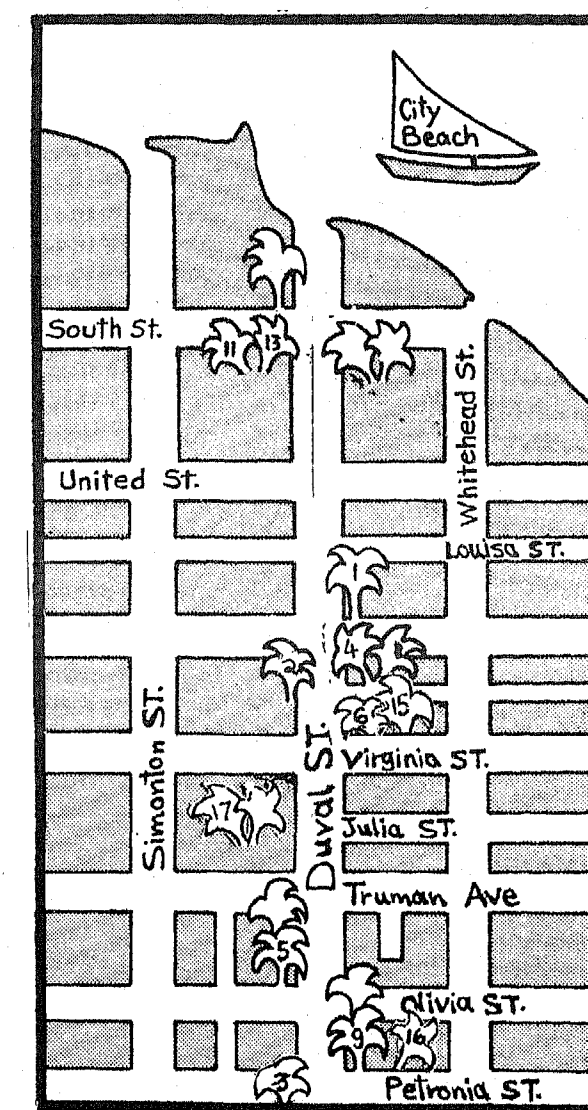 City
Beach
South St.
11
13
Whitehead St.
United St.
Louisa ST.
1
4
2
6
15
Simonton ST.
Duval ST.
Virginia ST.
17
Julia ST.
Truman Ave
5
Olivia ST.
9
16
3
Petronia ST.